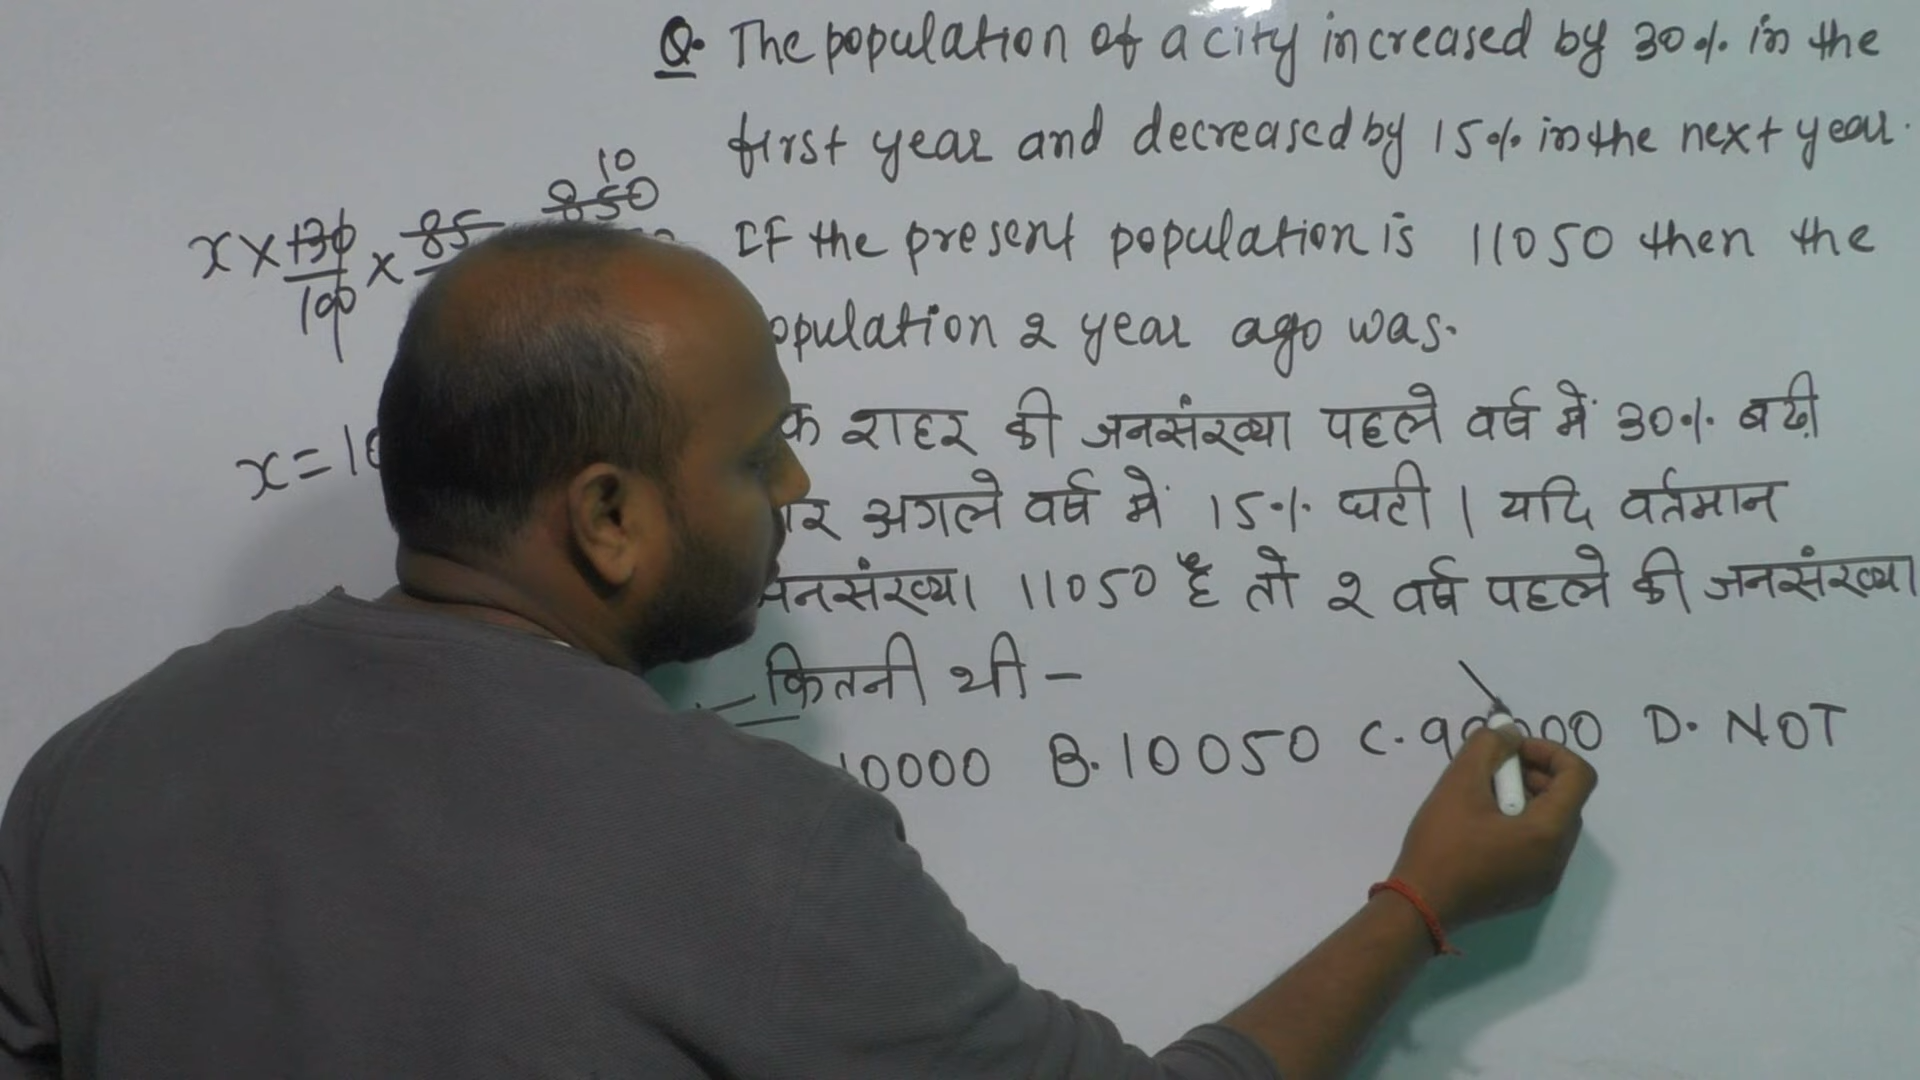 Q. The population of a city increased by 30% in the
first year and decreased by 15% in the next year.
IF the present population is 11050 then the
opulation 2 year ago was.
क शहर की जनसंख्या पहले वर्ष में 30% बढ़ी
अगले वर्ष में 15% घटी । यदि वर्तमान
नसंख्या 11050 है तो 2 वर्ष पहले की जनसंख्या
कितनी थी -
10000 B. 10050 C. D. NOT
10
850
x × 130/100 × 85
x = 10